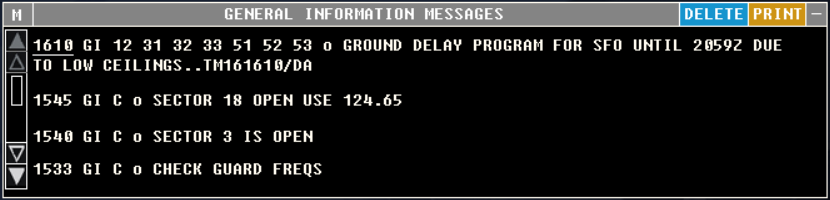 M GENERAL INFORMATION MESSAGES DELETE PRINT –
1610 GI 12 31 32 33 51 52 53 o GROUND DELAY PROGRAM FOR SFO UNTIL 2059Z DUE
TO LOW CEILINGS..TM161610/DA
1545 GI C o SECTOR 18 OPEN USE 124.65
1540 GI C o SECTOR 3 IS OPEN
1533 GI C o CHECK GUARD FREQS